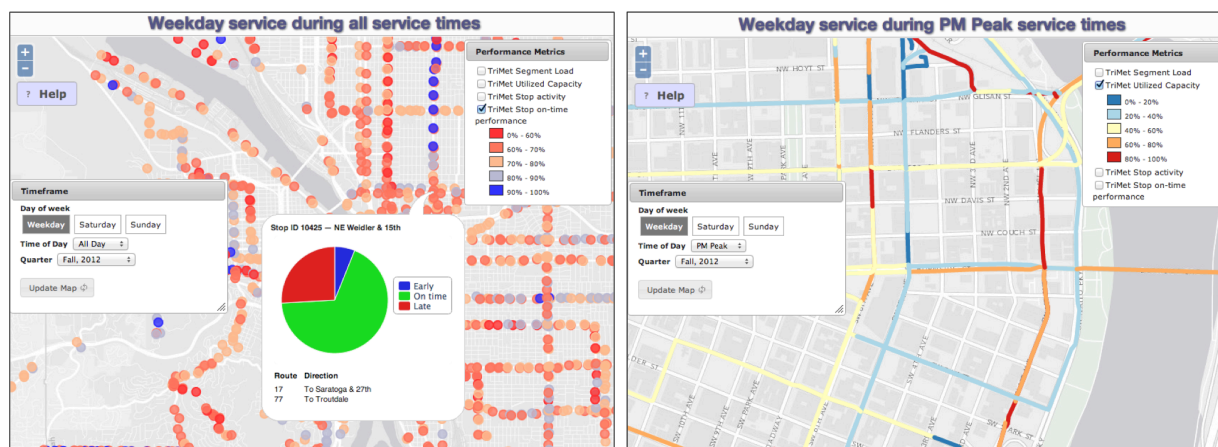 Weekday service during all service times
+
−
? Help
Performance Metrics
TriMet Segment Load
TriMet Utilized Capacity
TriMet Stop activity
TriMet Stop on-time
performance
0% - 60%
60% - 70%
70% - 80%
80% - 90%
90% - 100%
Timeframe
Day of week
Weekday Saturday Sunday
Time of Day All Day
Quarter Fall, 2012
Update Map
Stop ID 10425 — NE Weidler & 15th
Early
On time
Late
Route Direction
17 To Saratoga & 27th
77 To Troutdale
Weekday service during PM Peak service times
+
−
? Help
Performance Metrics
TriMet Segment Load
TriMet Utilized Capacity
0% - 20%
20% - 40%
40% - 60%
60% - 80%
80% - 100%
TriMet Stop activity
TriMet Stop on-time
performance
Timeframe
Day of week
Weekday Saturday Sunday
Time of Day PM Peak
Quarter Fall, 2012
Update Map
NW HOYT ST
NW GLISAN ST
NW FLANDERS ST
NW DAVIS ST
NW COUCH ST
SW PARK AVE
SW 10TH AVE